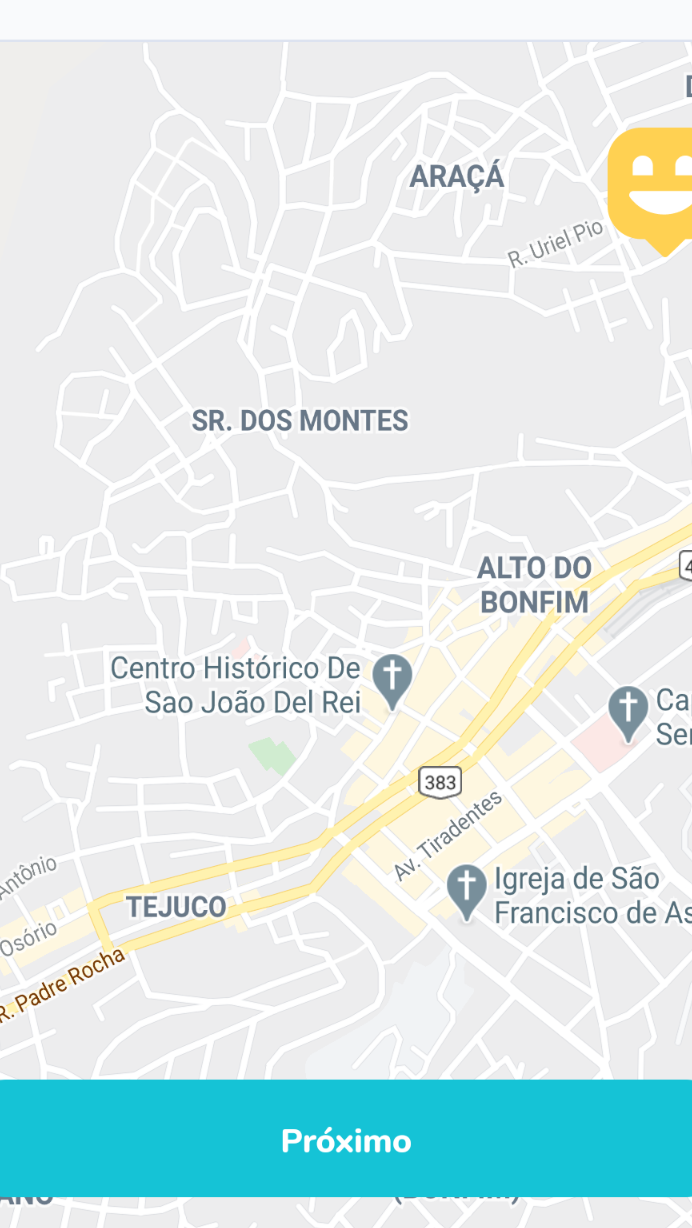 ARAÇÁ
R. Uriel Pio
SR. DOS MONTES
ALTO DO
BONFIM
Centro Histórico De
Sao João Del Rei
383
Av. Tiradentes
Igreja de São
Francisco de As
Antônio
TEJUCO
Osório
R. Padre Rocha
Próximo